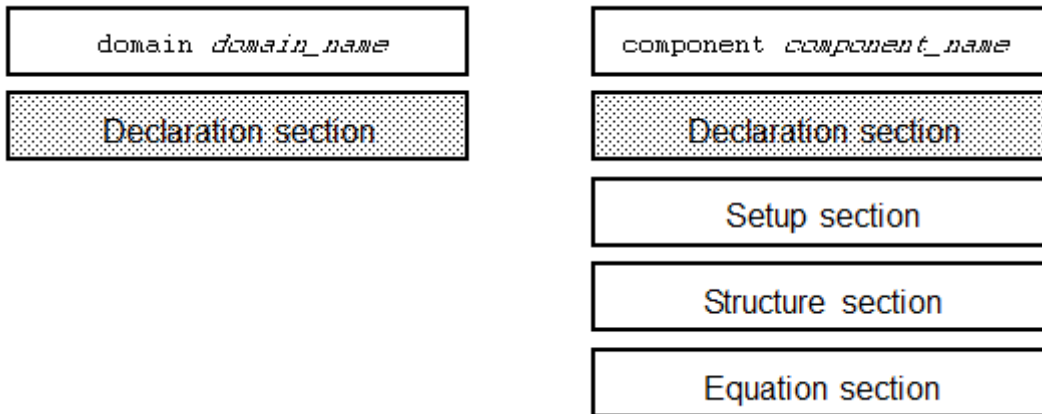 domain domain_name
component component_name
Declaration section
Declaration section
Setup section
Structure section
Equation section